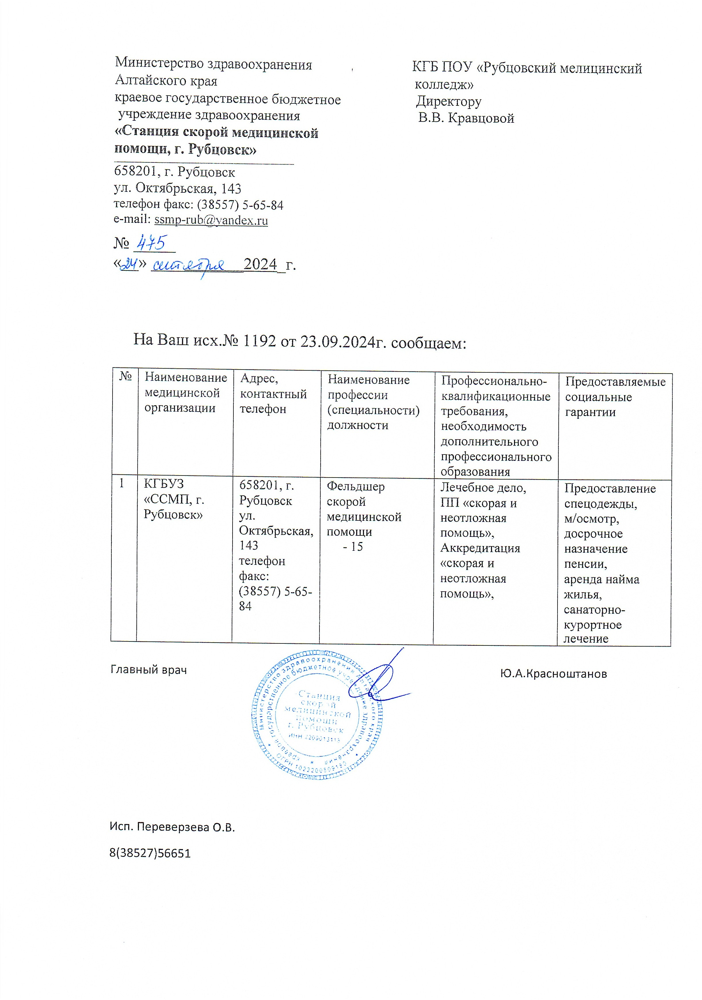 Министерство здравоохранения
Алтайского края
краевое государственное бюджетное
учреждение здравоохранения
«Станция скорой медицинской
помощи, г. Рубцовск»
658201, г. Рубцовск
ул. Октябрьская, 143
телефон факс: (38557) 5-65-84
e-mail: ssmp-rub@yandex.ru
№ 475
«24» сентября 2024 г.
КГБ ПОУ «Рубцовский мелицинский
колледж»
Директору
В.В. Кравцовой
На Ваш исх.№ 1192 от 23.09.2024г. сообщаем:
№
Наименование
медицинской
организации
Адрес,
контактный
телефон
Наименование
профессии
(специальности)
должности
Профессионально-
квалификационные
требования,
необходимость
дополнительного
профессионального
образования
Предоставляемые
социальные
гарантии
1
КГБУЗ
«ССМП, г.
Рубцовск»
658201, г.
Рубцовск
ул.
Октябрьская,
143
телефон
факс:
(38557) 5-65-
84
Фельдшер
скорой
медицинской
помощи
- 15
Лечебное дело,
ПП «скорая и
неотложная
помощь»,
Аккредитация
«скорая и
неотложная
помощь»,
Предоставление
спецодежды,
м/осмотр,
досрочное
назначение
пенсии,
аренда найма
жилья,
санаторно-
курортное
лечение
Главный врач
Ю.А.Красноштанов
Министерство здравоохранения Алтайского края
краевое государственное бюджетное учреждение здравоохранения
Станция
скорой
медицинской
помощи
г. Рубцовск
ИНН
ОГРН
Исп. Переверзева О.В.
8(38527)56651